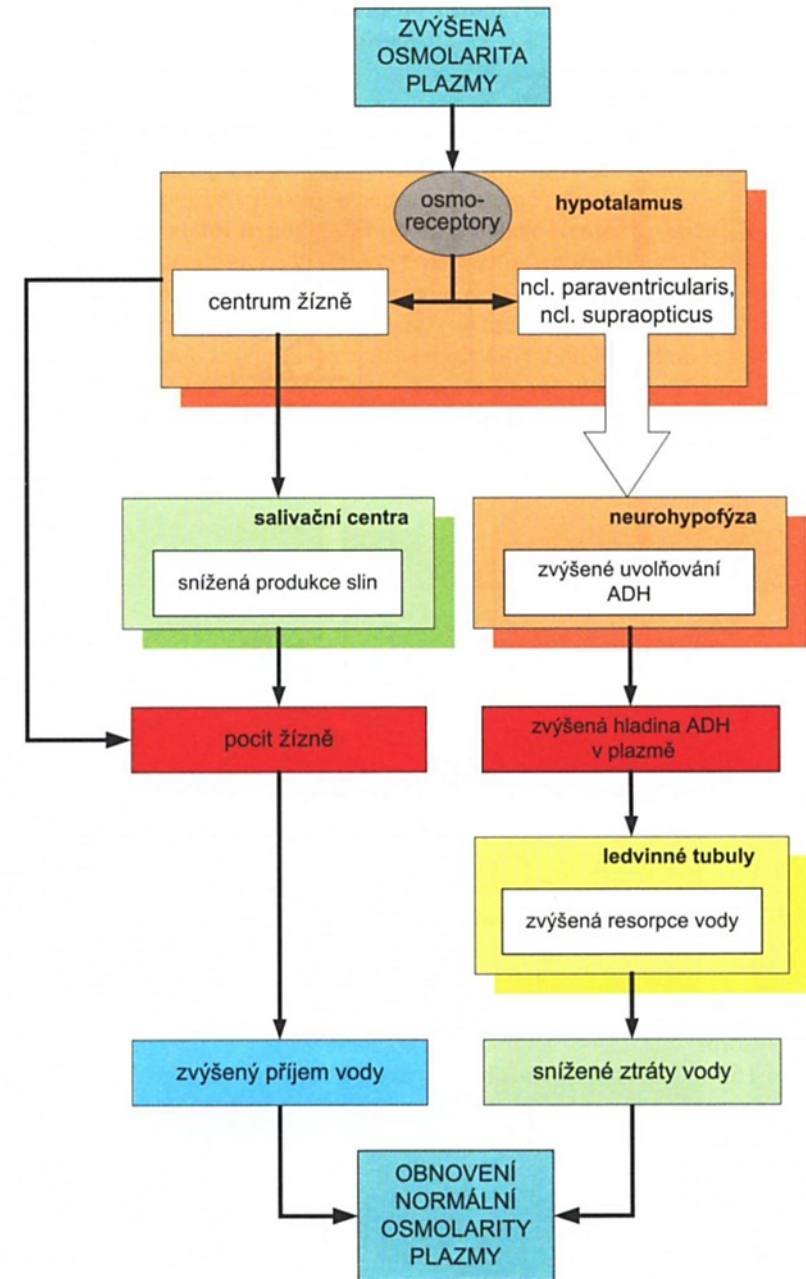 ZVÝŠENÁ
OSMOLARITA
PLAZMY
osmo-
receptory
hypotalamus
centrum žízně
ncl. paraventricularis,
ncl. supraopticus
salivační centra
snížená produkce slin
neurohypofýza
zvýšené uvolňování
ADH
pocit žízně
zvýšená hladina ADH
v plazmě
ledvinné tubuly
zvýšená resorpce vody
zvýšený příjem vody
snížené ztráty vody
OBNOVENÍ
NORMÁLNÍ
OSMOLARITY
PLAZMY